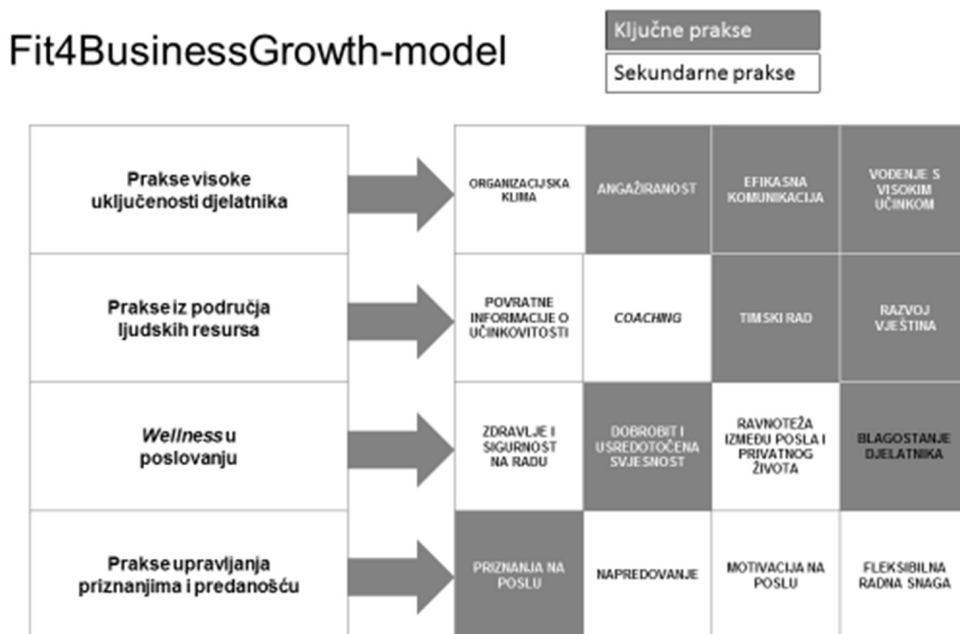 Fit4BusinessGrowth-model
Ključne prakse
Sekundarne prakse
Prakse visoke
uključenosti djelatnika
ORGANIZACIJSKA
KLIMA
ANGAŽIRANOST
EFIKASNA
KOMUNIKACIJA
VOĐENJE S
VISOKIM
UČINKOM
Prakse iz područja
ljudskih resursa
POVRATNE
INFORMACIJE O
UČINKOVITOSTI
COACHING
TIMSKI RAD
RAZVOJ
VJEŠTINA
Wellness u
poslovanju
ZDRAVLJE I
SIGURNOST
NA RADU
DOBROBIT I
USREDOTOČENA
SVJESNOST
RAVNOTEŽA
IZMEĐU POSLA I
PRIVATNOG
ŽIVOTA
BLAGOSTANJE
DJELATNIKA
Prakse upravljanja
priznanjima i predanošću
PRIZNANJA NA
POSLU
NAPREDOVANJE
MOTIVACIJA NA
POSLU
FLEKSIBILNA
RADNA SNAGA